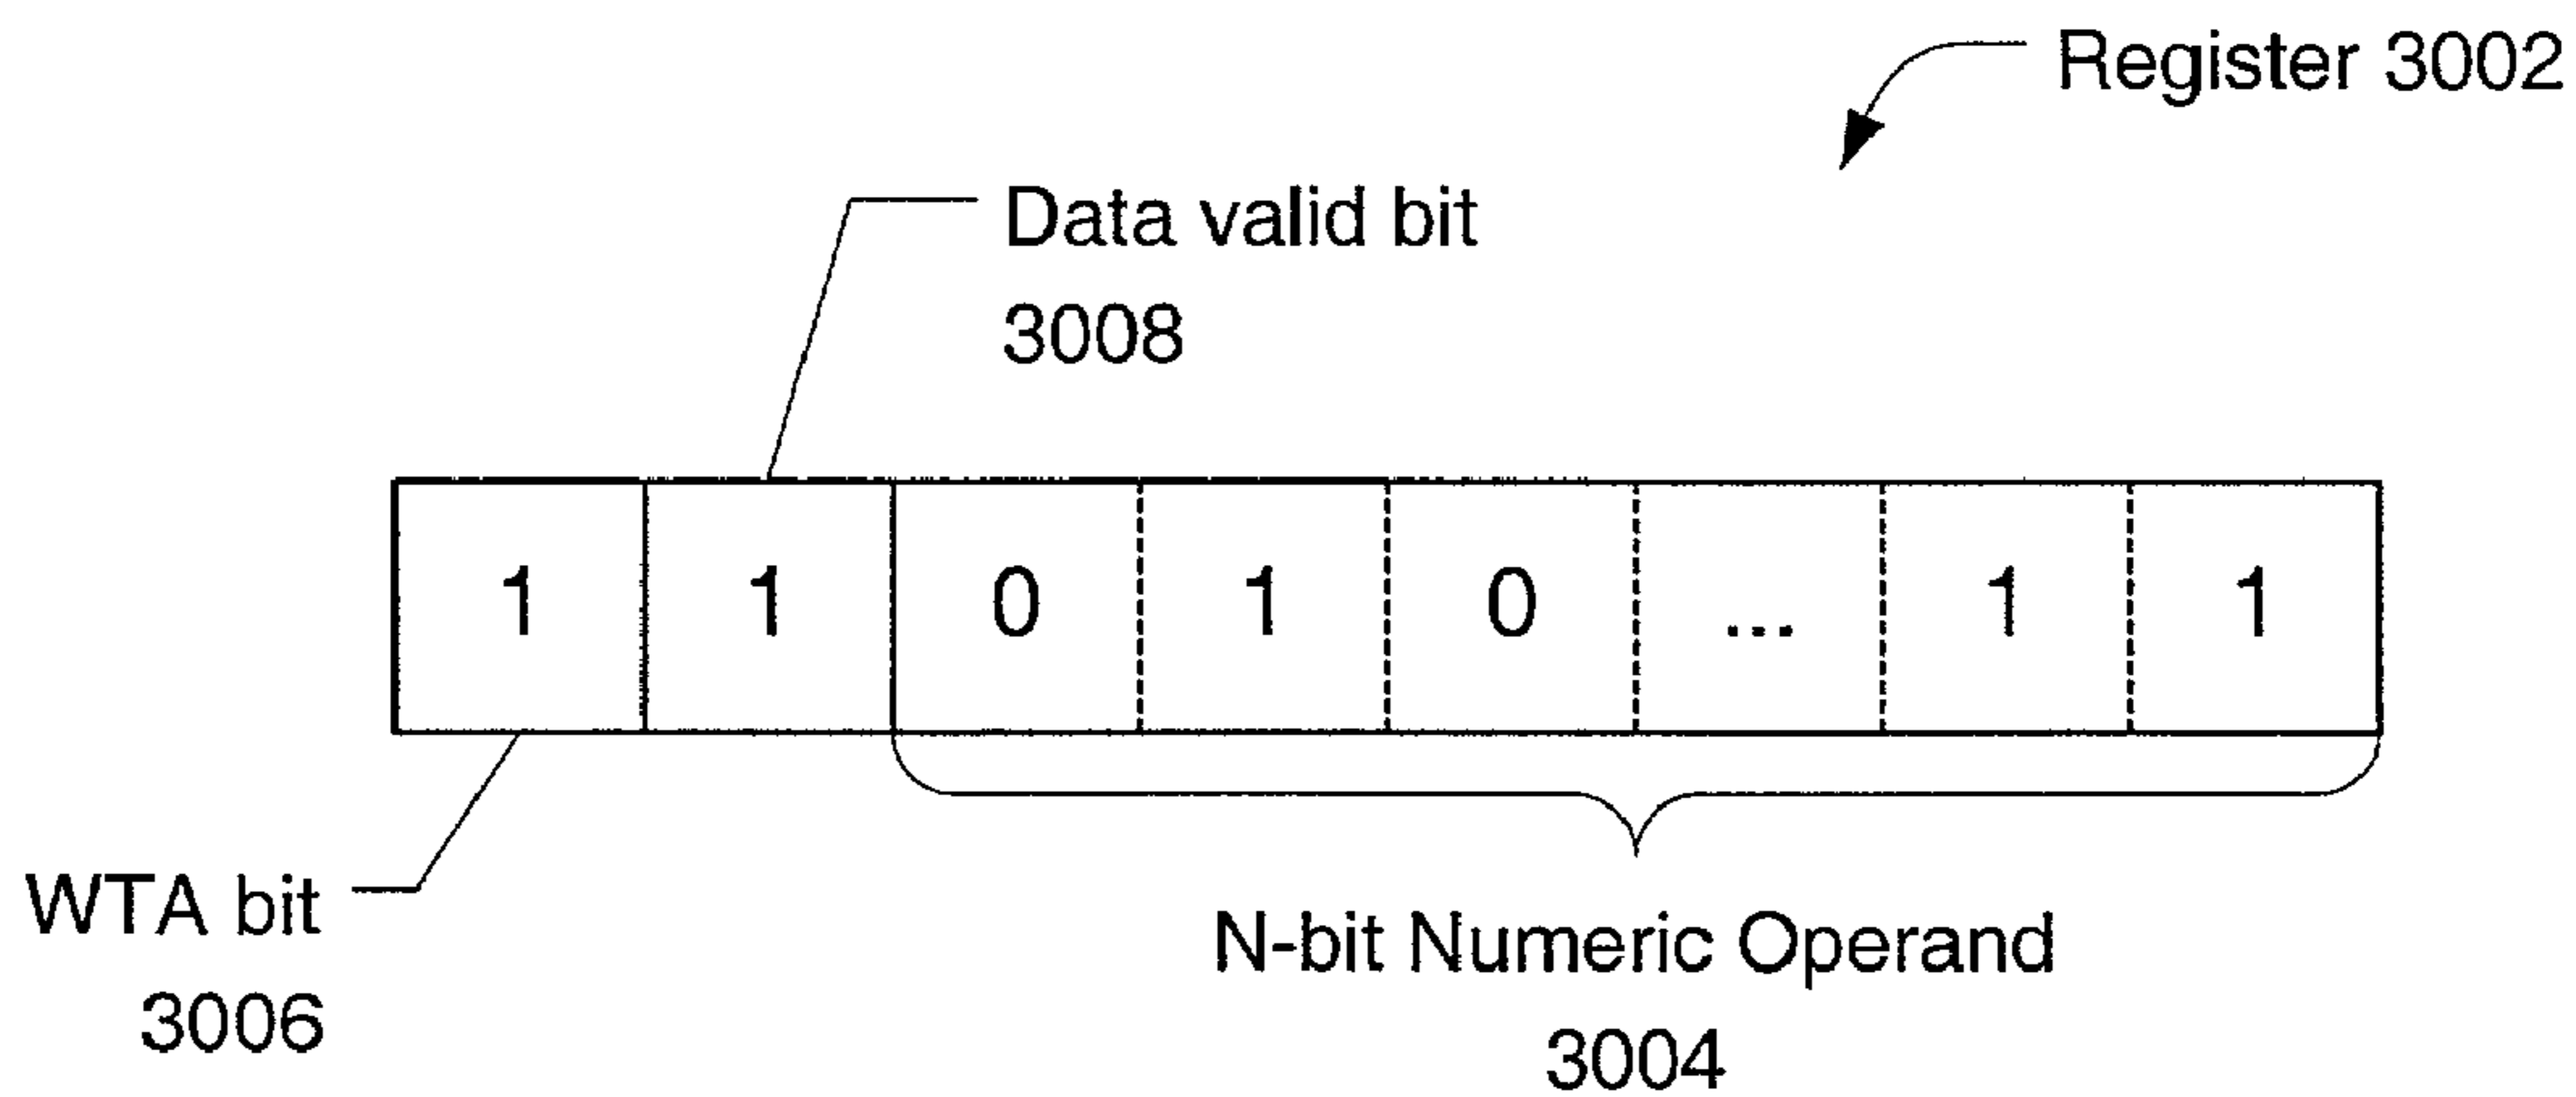 Register 3002
Data valid bit
3008
1 1 0 1 0 ... 1 1
WTA bit
3006
N-bit Numeric Operand
3004